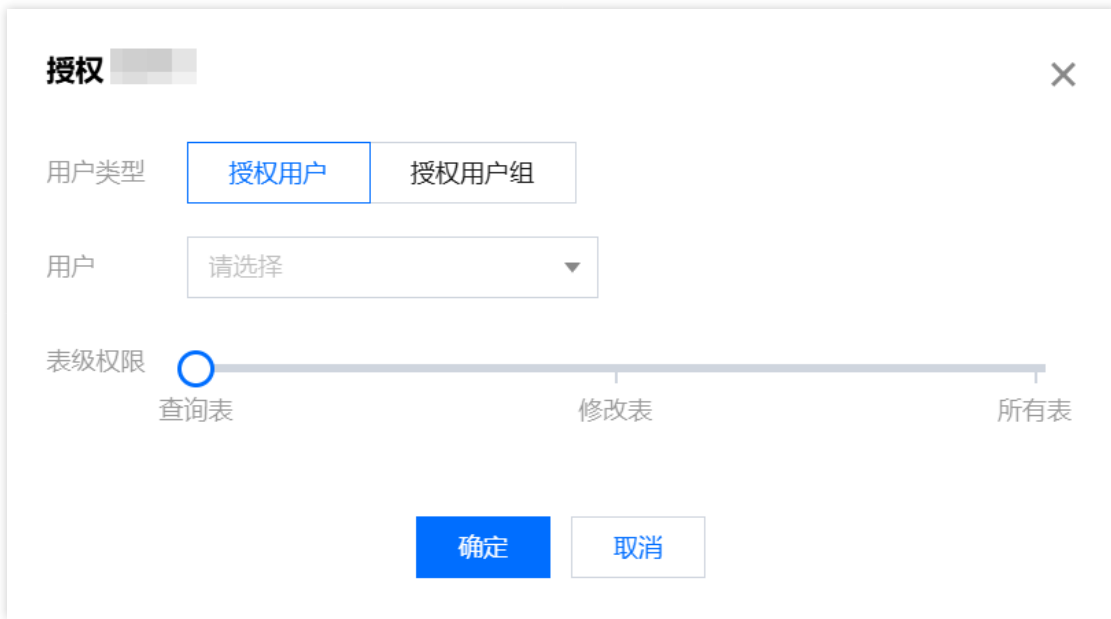 授权
用户类型 授权用户 授权用户组
用户 请选择
表级权限
查询表 修改表 所有表
确定 取消